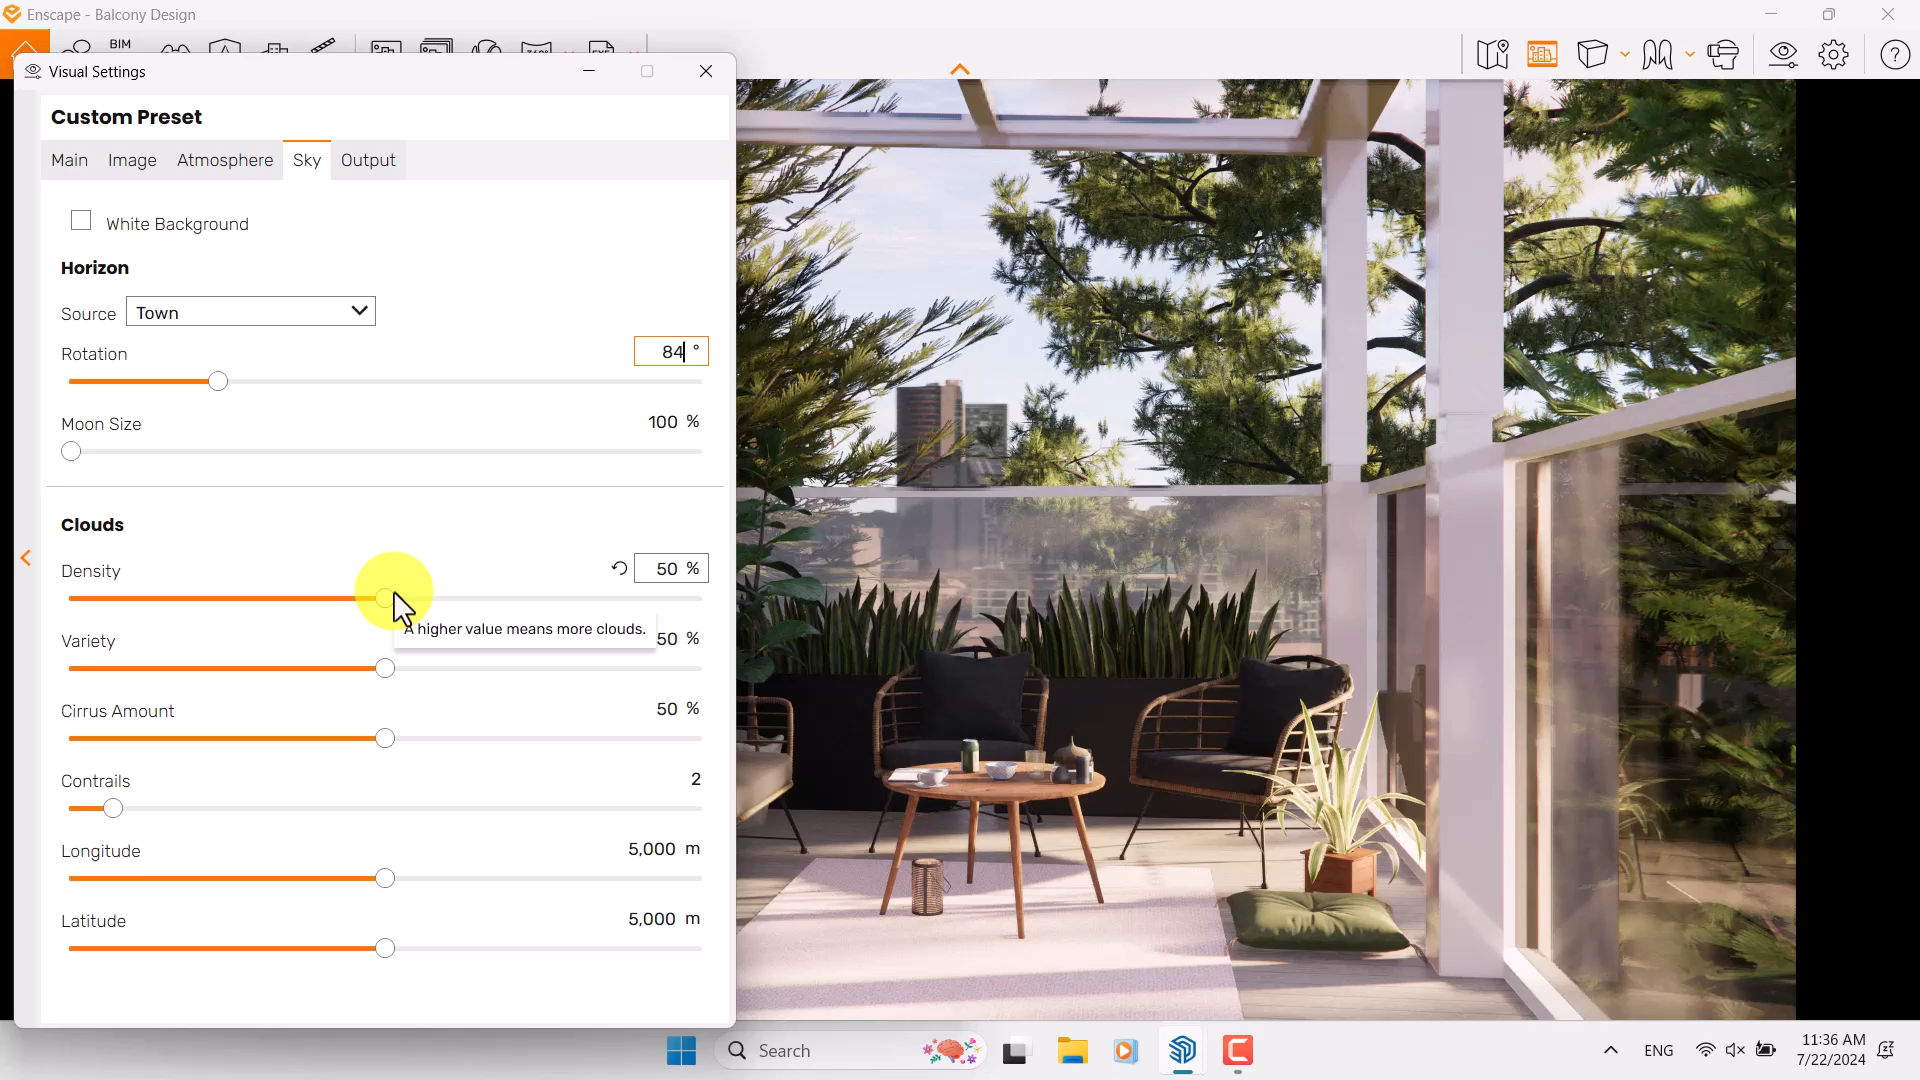 Enscape - Balcony Design
BIM
Visual Settings
Custom Preset
Main Image Atmosphere Sky Output
White Background
Horizon
Source Town
Rotation 84 °
Moon Size 100 %
Clouds
Density 50 %
A higher value means more clouds.
Variety 50 %
Cirrus Amount 50 %
Contrails 2
Longitude 5,000 m
Latitude 5,000 m
Search
ENG
11:36 AM
7/22/2024